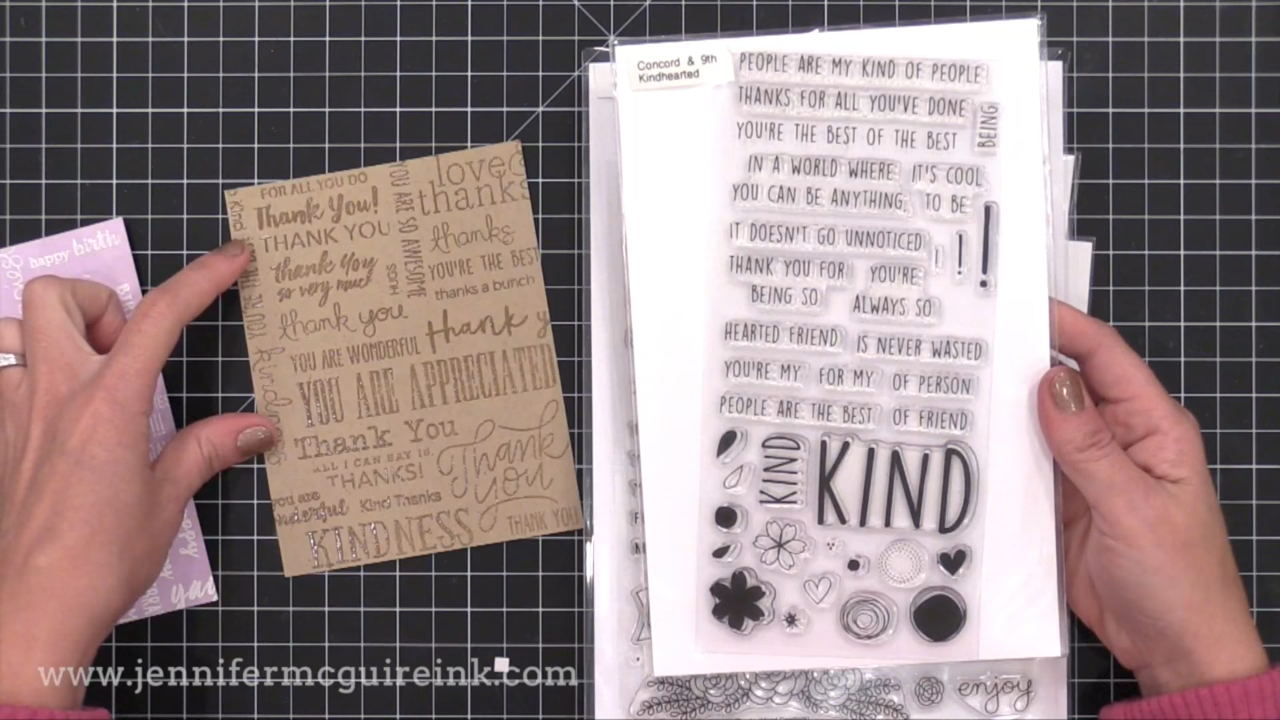 happy birth
FOR ALL YOU DO
Thank You!
THANK YOU
thank you
so very much
thank you
YOU ARE SO AWESOME
SOOH
love &
thanks
thanks
YOU'RE THE BEST
thanks a bunch
YOU ARE WONDERFUL
thank y
YOU ARE APPRECIATED
Thank You
ALL I CAN SAY IS,
THANKS!
Thank
you
you are
wonderful
Kind Thanks
KINDNESS
THANK YOU
Concord & 9th
Kindhearted
PEOPLE ARE MY KIND OF PEOPLE
THANKS FOR ALL YOU'VE DONE
BEING
YOU'RE THE BEST OF THE BEST
IN A WORLD WHERE IT'S COOL
YOU CAN BE ANYTHING, TO BE
IT DOESN'T GO UNNOTICED
THANK YOU FOR YOU'RE
BEING SO ALWAYS SO
HEARTED FRIEND IS NEVER WASTED
YOU'RE MY FOR MY OF PERSON
PEOPLE ARE THE BEST OF FRIEND
KIND KIND
enjoy
www.jennifermcguireink.com